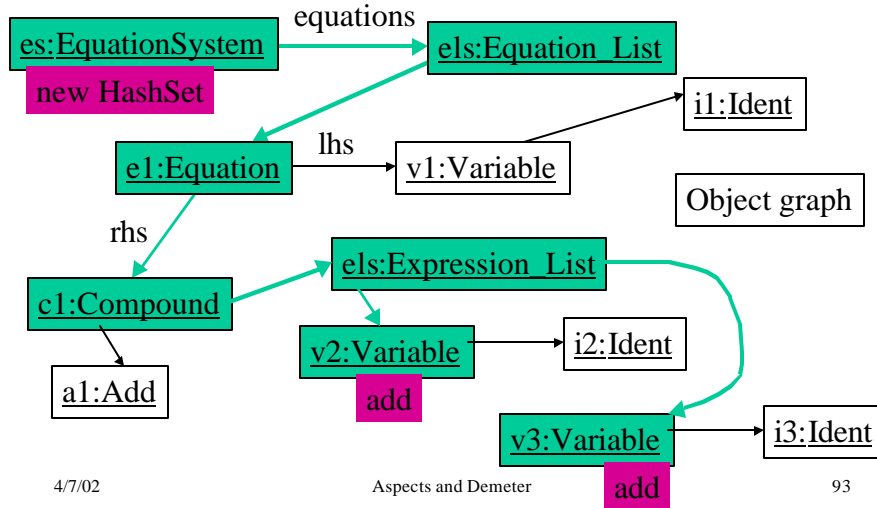 equations
es:EquationSystem
els:Equation_List
new HashSet
i1:Ident
lhs
e1:Equation
v1:Variable
Object graph
rhs
els:Expression_List
c1:Compound
v2:Variable
i2:Ident
a1:Add
add
v3:Variable
i3:Ident
4/7/02
Aspects and Demeter
add
93